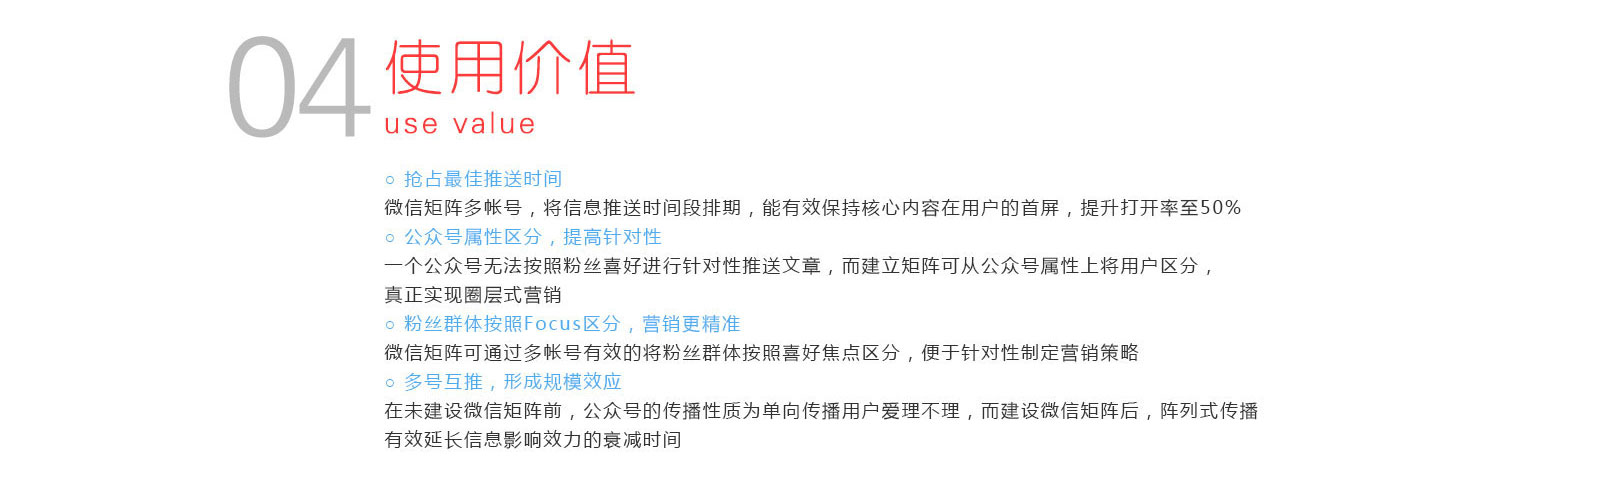 04
使用价值
use value
○ 抢占最佳推送时间
微信矩阵多帐号，将信息推送时间段排期，能有效保持核心内容在用户的首屏，提升打开率至50%
○ 公众号属性区分，提高针对性
一个公众号无法按照粉丝喜好进行针对性推送文章，而建立矩阵可从公众号属性上将用户区分，
真正实现圈层式营销
○ 粉丝群体按照Focus区分，营销更精准
微信矩阵可通过多帐号有效的将粉丝群体按照喜好焦点区分，便于针对性制定营销策略
○ 多号互推，形成规模效应
在未建设微信矩阵前，公众号的传播性质为单向传播用户爱理不理，而建设微信矩阵后，阵列式传播
有效延长信息影响效力的衰减时间